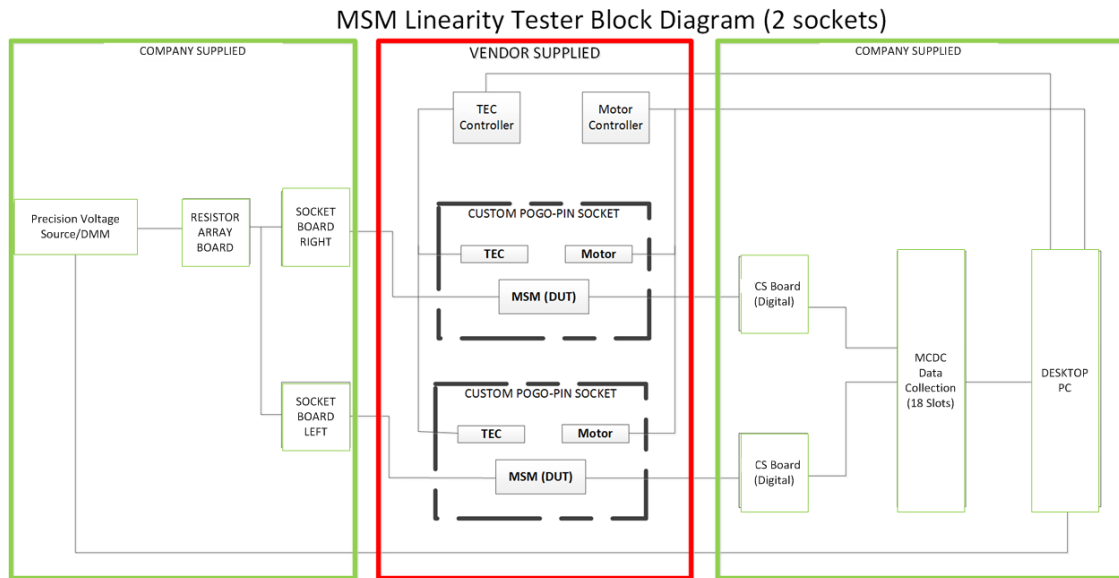 MSM Linearity Tester Block Diagram (2 sockets)
COMPANY SUPPLIED
Precision Voltage
Source/DMM
RESISTOR
ARRAY
BOARD
SOCKET
BOARD
RIGHT
SOCKET
BOARD
LEFT
VENDOR SUPPLIED
TEC
Controller
Motor
Controller
CUSTOM POGO-PIN SOCKET
TEC
Motor
MSM (DUT)
CUSTOM POGO-PIN SOCKET
TEC
Motor
MSM (DUT)
COMPANY SUPPLIED
CS Board
(Digital)
CS Board
(Digital)
MCDC
Data
Collection
(18 Slots)
DESKTOP
PC